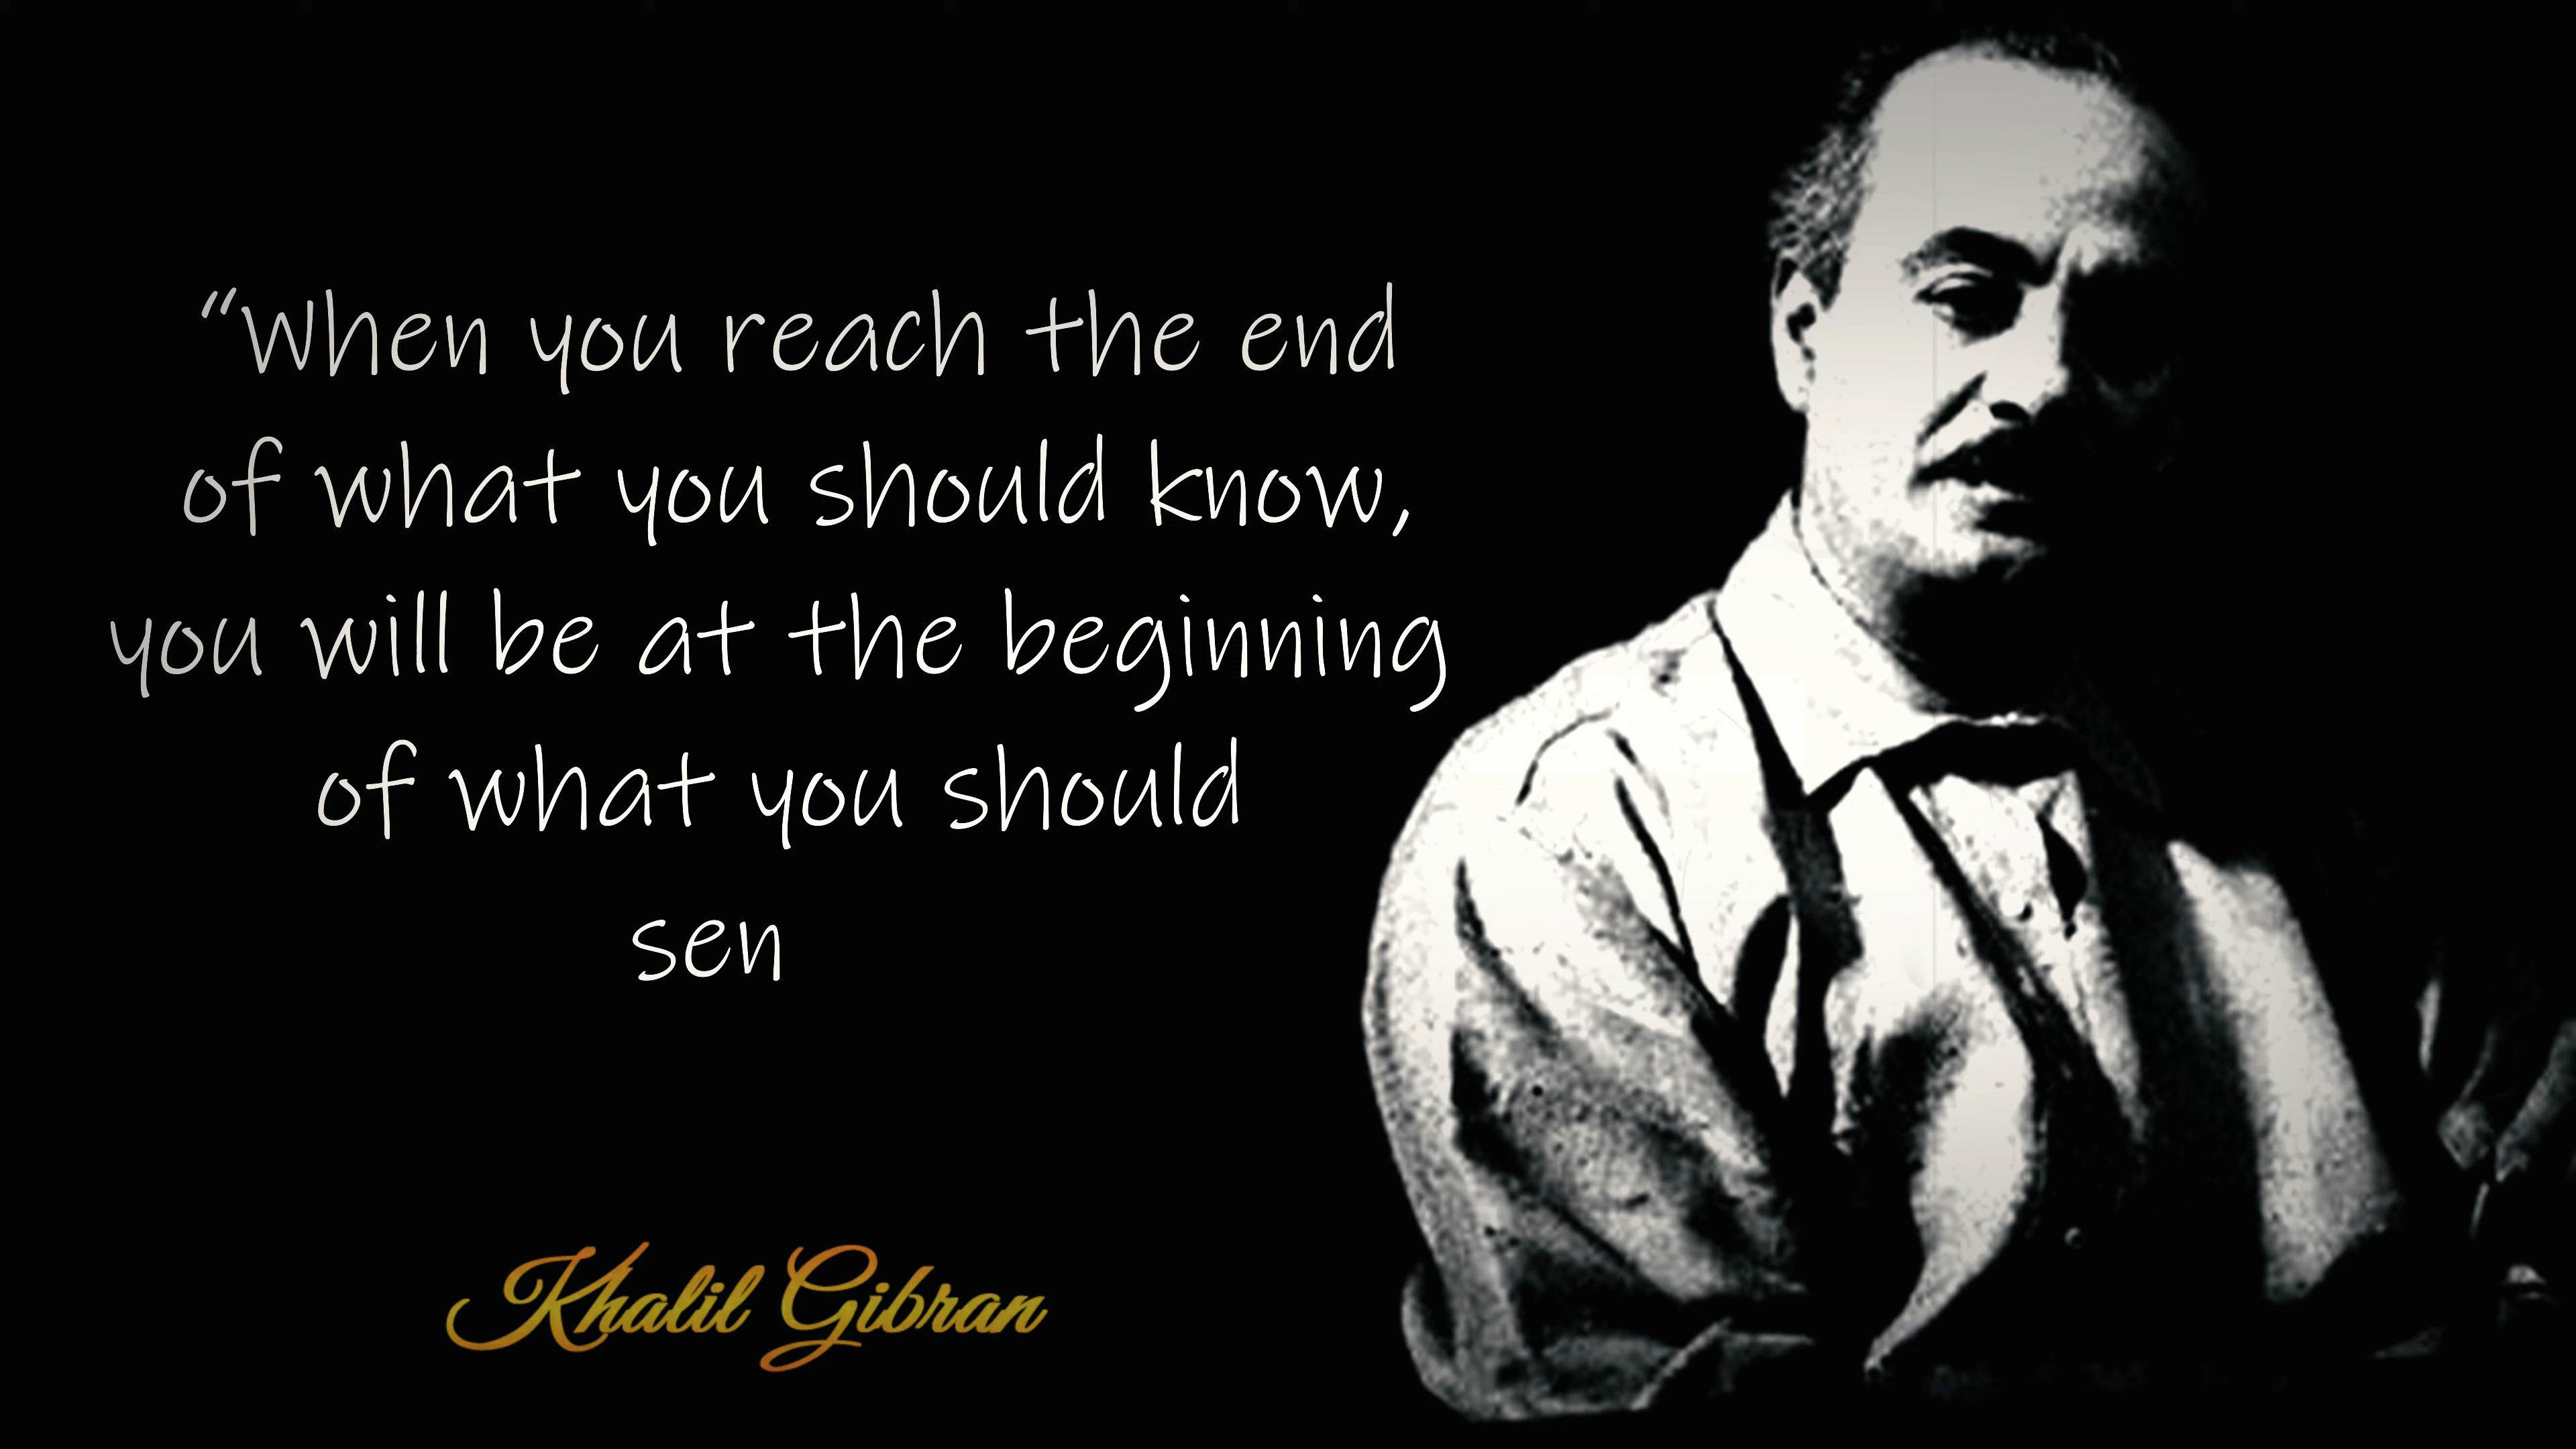 “When you reach the end
of what you should know,
you will be at the beginning
of what you should
sen
Khalil Gibran